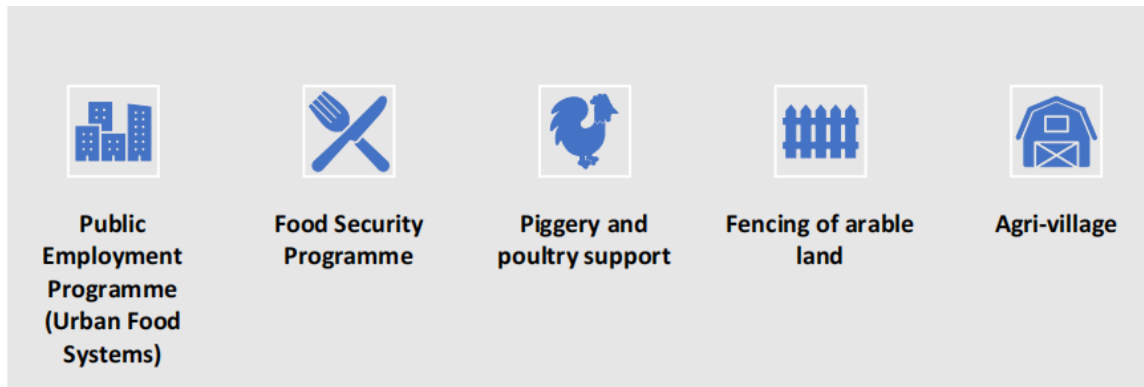 Public
Employment
Programme
(Urban Food
Systems)
Food Security
Programme
Piggery and
poultry support
Fencing of arable
land
Agri-village